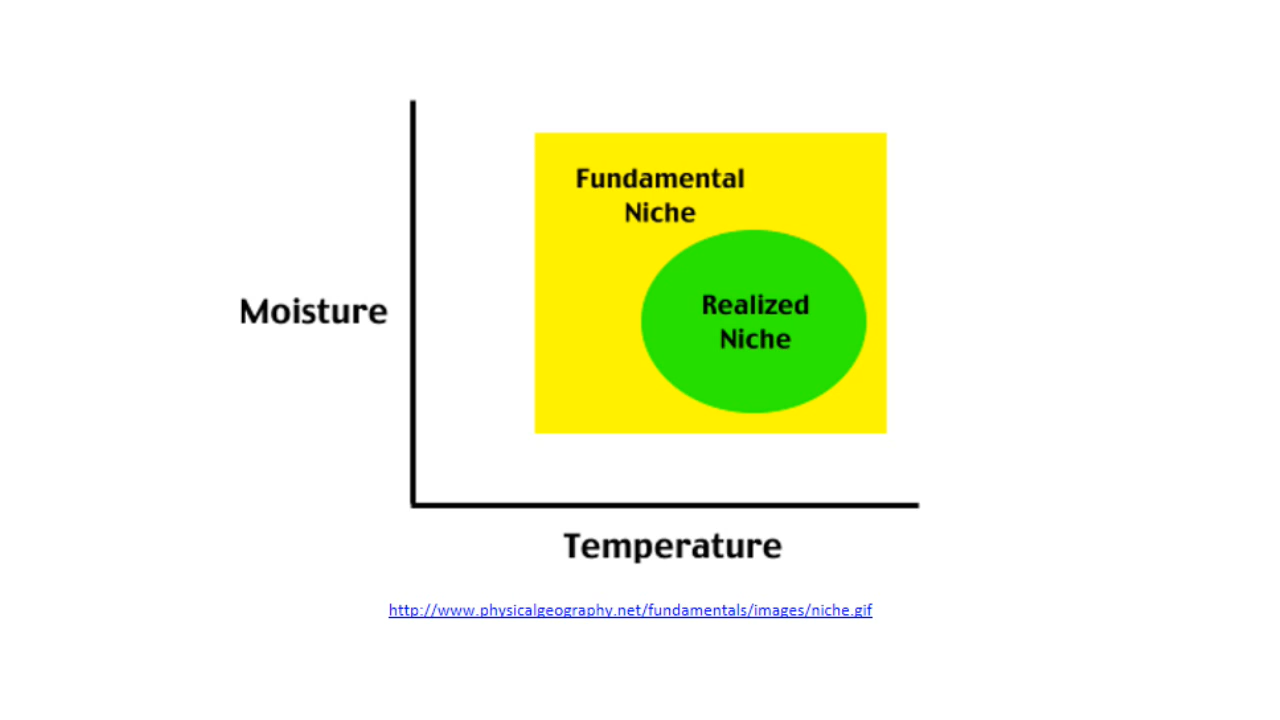 Fundamental
Niche
Realized
Niche
Moisture
Temperature
http://www.physicalgeography.net/fundamentals/images/niche.gif